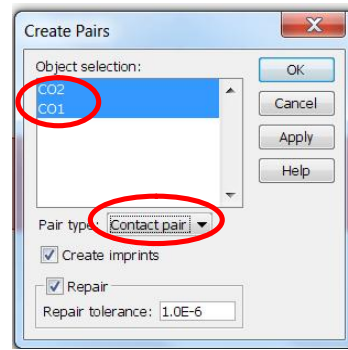 Create Pairs
Object selection:
CO2
CO1
OK
Cancel
Apply
Help
Pair type: Contact pair
Create imprints
Repair
Repair tolerance: 1.0E-6